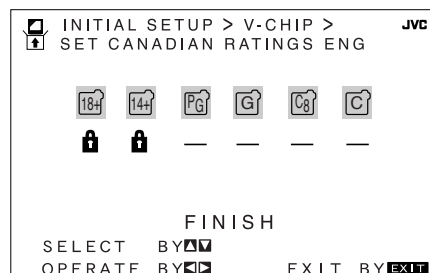 INITIAL SETUP > V-CHIP > JVC
SET CANADIAN RATINGS ENG
18+ 14+ PG G C8 C
— — — —
FINISH
SELECT BY▲▼
OPERATE BY◀▶ EXIT BY EXIT